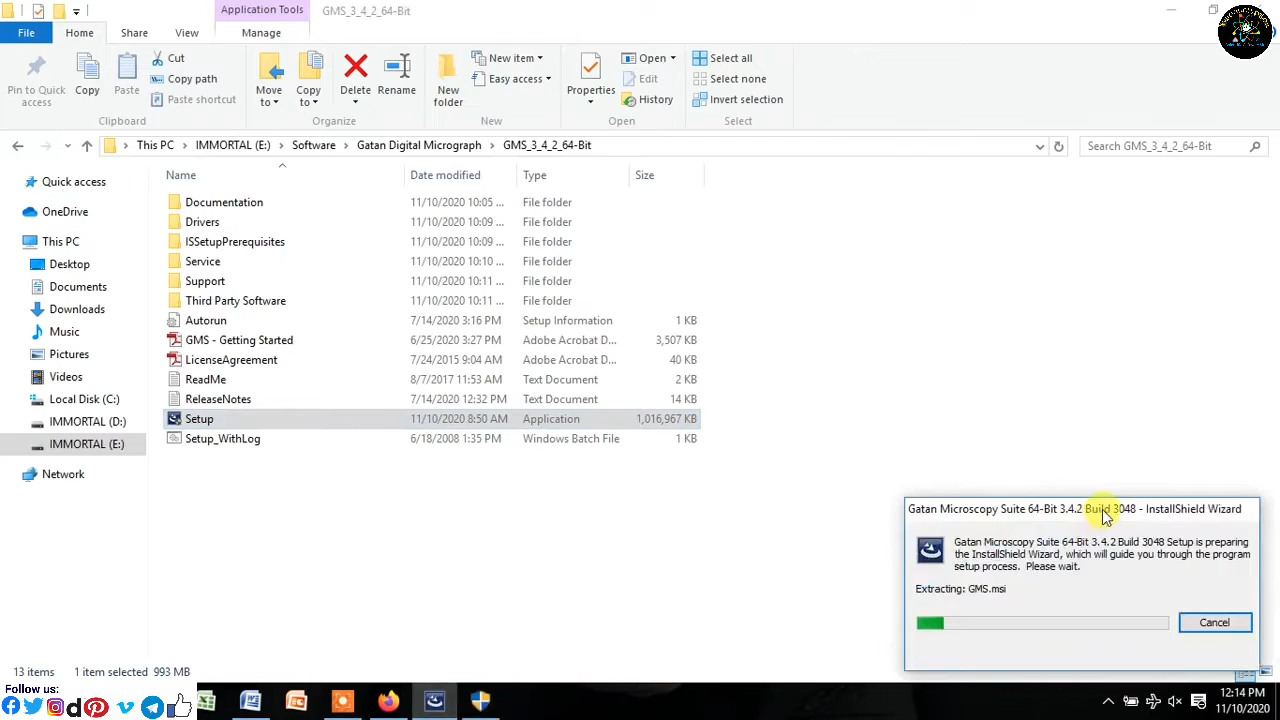 Application Tools GMS_3_4_2_64-Bit
File Home Share View Manage
Pin to Quick access
Copy
Paste
Cut
Copy path
Paste shortcut
Clipboard
Move to
Copy to
Delete
Rename
Organize
New folder
New item
Easy access
New
Properties
Open
Edit
History
Open
Select all
Select none
Invert selection
Select
This PC > IMMORTAL (E:) > Software > Gatan Digital Micrograph > GMS_3_4_2_64-Bit
Search GMS_3_4_2_64-Bit
Quick access
OneDrive
This PC
Desktop
Documents
Downloads
Music
Pictures
Videos
Local Disk (C:)
IMMORTAL (D:)
IMMORTAL (E:)
Network
Name Date modified Type Size
Documentation 11/10/2020 10:05 ... File folder
Drivers 11/10/2020 10:09 ... File folder
ISSetupPrerequisites 11/10/2020 10:09 ... File folder
Service 11/10/2020 10:10 ... File folder
Support 11/10/2020 10:11 ... File folder
Third Party Software 11/10/2020 10:11 ... File folder
Autorun 7/14/2020 3:16 PM Setup Information 1 KB
GMS - Getting Started 6/25/2020 3:27 PM Adobe Acrobat D... 3,507 KB
LicenseAgreement 7/24/2015 9:04 AM Adobe Acrobat D... 40 KB
ReadMe 8/7/2017 11:53 AM Text Document 2 KB
ReleaseNotes 7/14/2020 12:32 PM Text Document 14 KB
Setup 11/10/2020 8:50 AM Application 1,016,967 KB
Setup_WithLog 6/18/2008 1:35 PM Windows Batch File 1 KB
Gatan Microscopy Suite 64-Bit 3.4.2 Build 3048 - InstallShield Wizard
Gatan Microscopy Suite 64-Bit 3.4.2 Build 3048 Setup is preparing
the InstallShield Wizard, which will guide you through the program
setup process. Please wait.
Extracting: GMS.msi
Cancel
13 items 1 item selected 993 MB
Follow us:
12:14 PM
11/10/2020